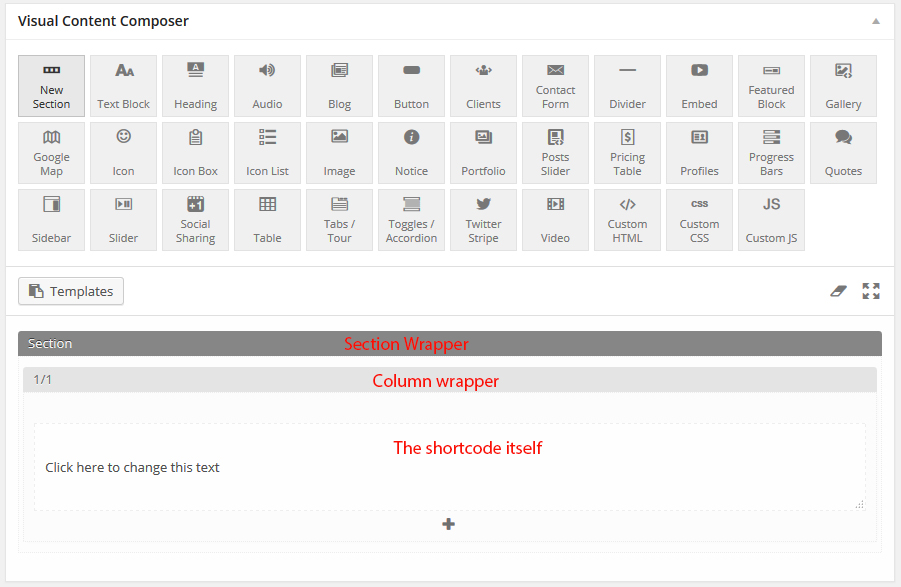 Visual Content Composer
New
Section
Text Block
Heading
Audio
Blog
Button
Clients
Contact
Form
Divider
Embed
Featured
Block
Gallery
Google
Map
Icon
Icon Box
Icon List
Image
Notice
Portfolio
Posts
Slider
Pricing
Table
Profiles
Progress
Bars
Quotes
Sidebar
Slider
+1
Social
Sharing
Table
Tabs /
Tour
Toggles /
Accordion
Twitter
Stripe
Video
Custom
HTML
CSS
Custom
CSS
JS
Custom JS
Templates
Section
Section Wrapper
1/1
Column wrapper
The shortcode itself
Click here to change this text